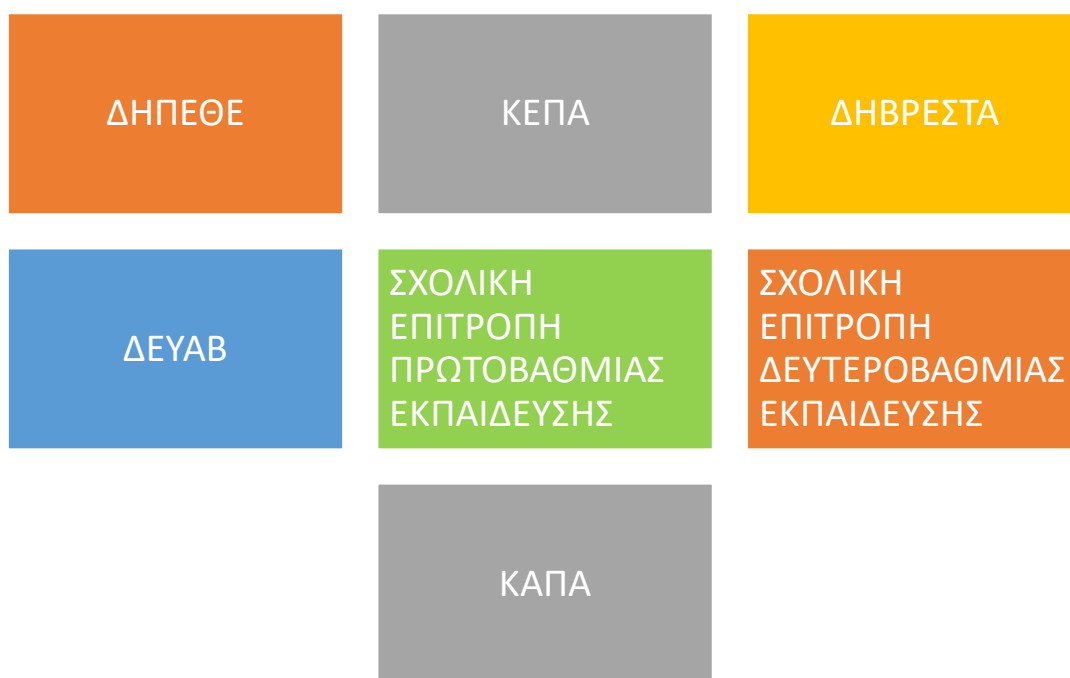 ΔΗΠΕΘΕ
ΚΕΠΑ
ΔΗΒΡΕΣΤΑ
ΔΕΥΑΒ
ΣΧΟΛΙΚΗ
ΕΠΙΤΡΟΠΗ
ΠΡΩΤΟΒΑΘΜΙΑΣ
ΕΚΠΑΙΔΕΥΣΗΣ
ΣΧΟΛΙΚΗ
ΕΠΙΤΡΟΠΗ
ΔΕΥΤΕΡΟΒΑΘΜΙΑΣ
ΕΚΠΑΙΔΕΥΣΗΣ
ΚΑΠΑ